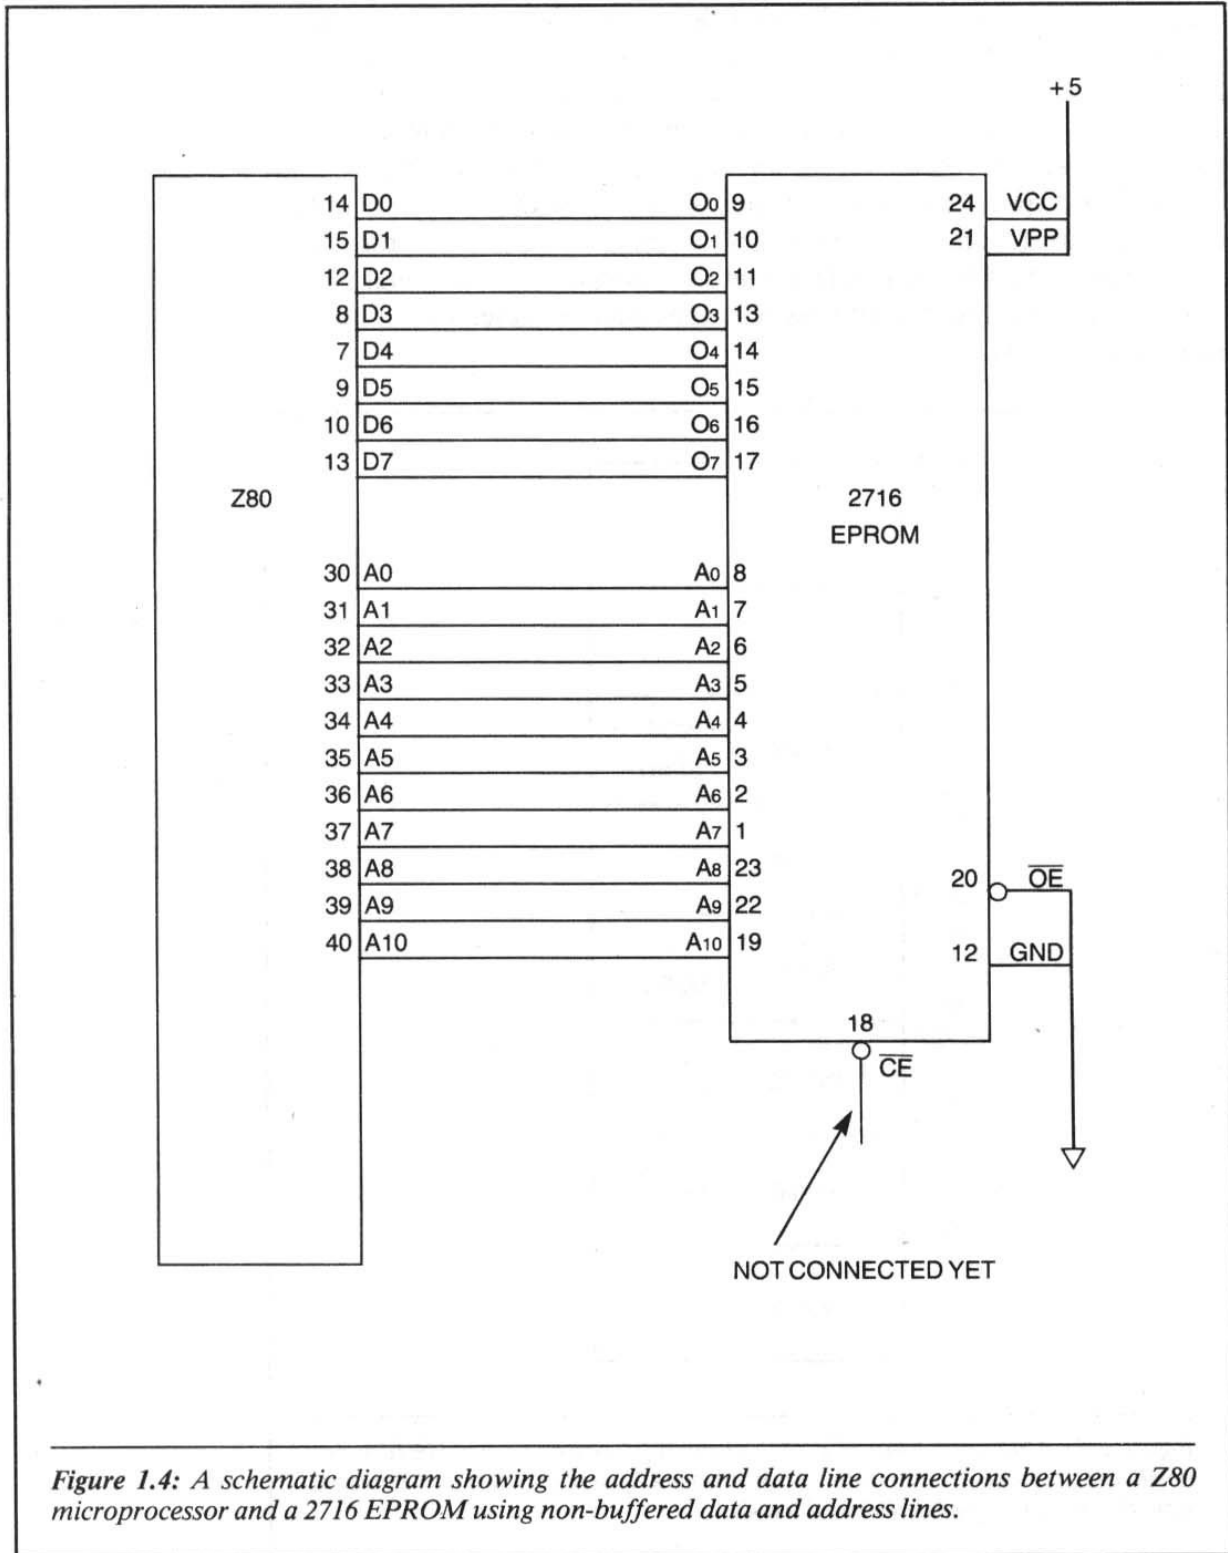 +5
14 D0 O0 9 24 VCC
15 D1 O1 10 21 VPP
12 D2 O2 11
8 D3 O3 13
7 D4 O4 14
9 D5 O5 15
10 D6 O6 16
13 D7 O7 17
Z80 2716
EPROM
30 A0 A0 8
31 A1 A1 7
32 A2 A2 6
33 A3 A3 5
34 A4 A4 4
35 A5 A5 3
36 A6 A6 2
37 A7 A7 1
38 A8 A8 23
20 O̅E̅
39 A9 A9 22
40 A10 A10 19 12 GND
18
C̅E̅
NOT CONNECTED YET
Figure 1.4: A schematic diagram showing the address and data line connections between a Z80
microprocessor and a 2716 EPROM using non-buffered data and address lines.